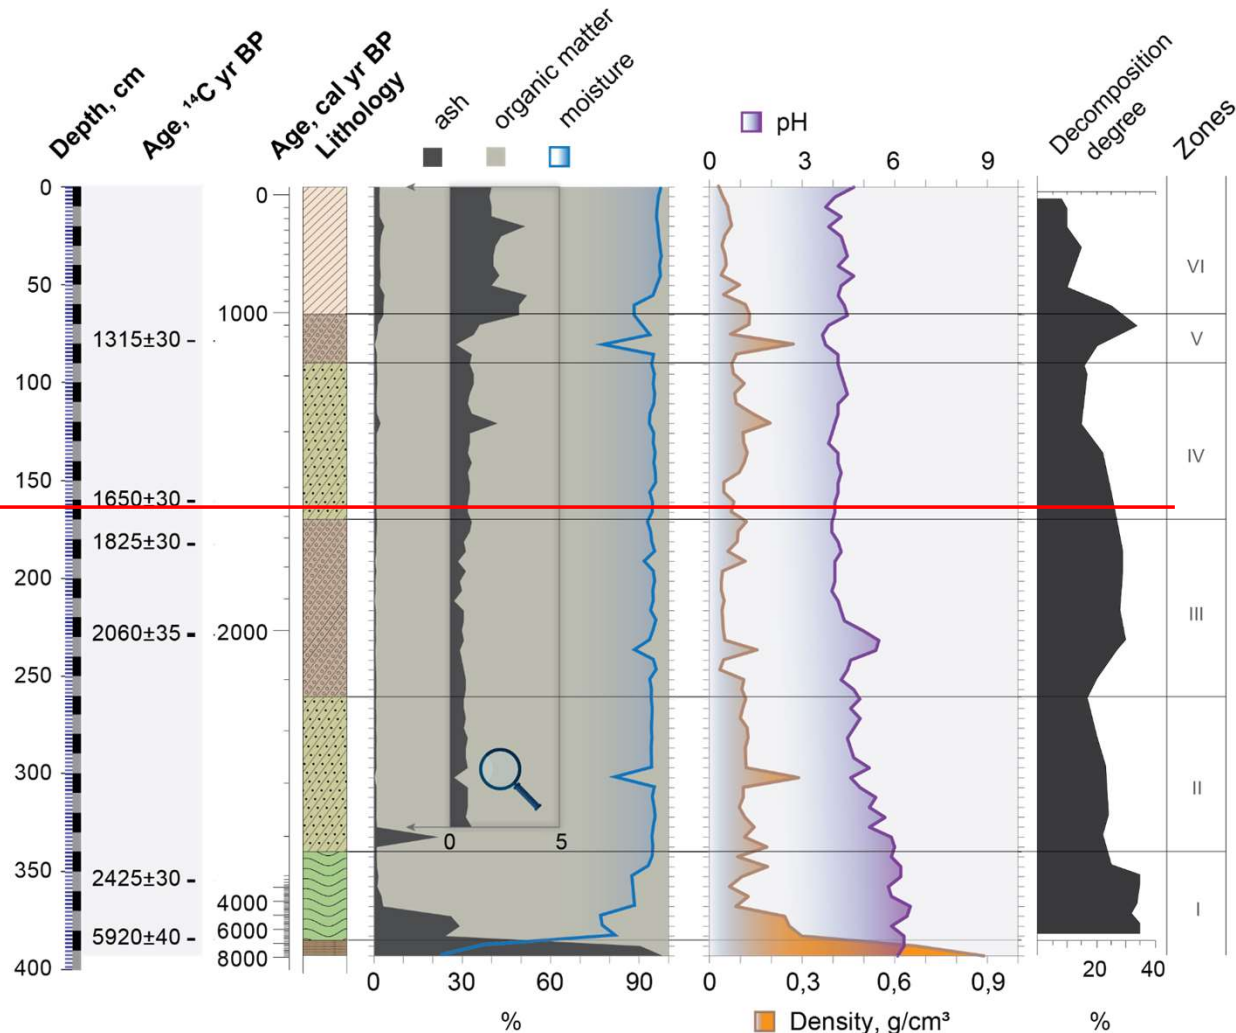 Depth, cm
Age, ¹⁴C yr BP
Age, cal yr BP
Lithology
ash
organic matter
moisture
pH
Decomposition
degree
Zones
0 3 6 9
0
50
100
150
200
250
300
350
400
1315±30 -
1650±30 -
1825±30 -
2060±35 -
2425±30 -
5920±40 -
0
1000
2000
4000
6000
8000
0 5
VI
V
IV
III
II
I
0 30 60 90
%
0 0,3 0,6 0,9
Density, g/cm³
20 40
%